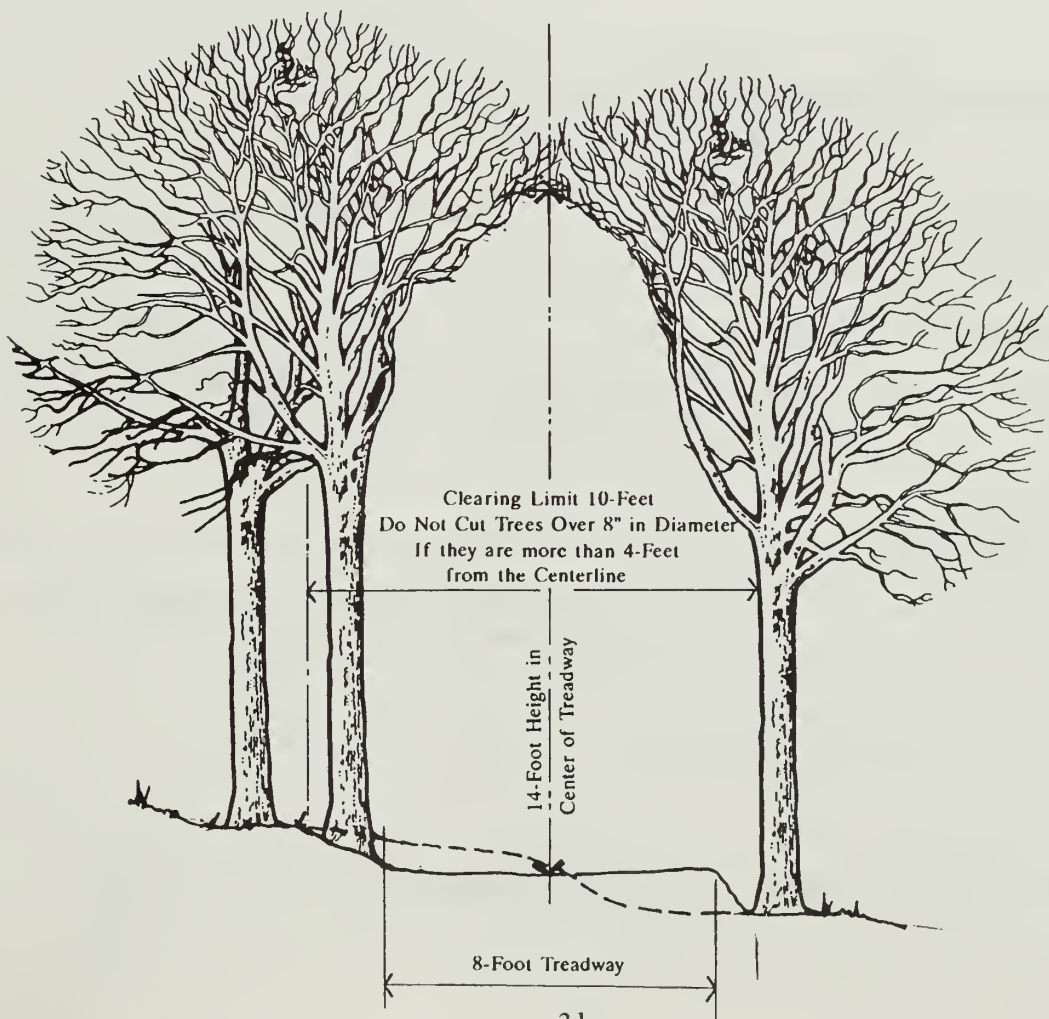 Clearing Limit 10-Feet
Do Not Cut Trees Over 8" in Diameter
If they are more than 4-Feet
from the Centerline
14-Foot Height in
Center of Treadway
8-Foot Treadway